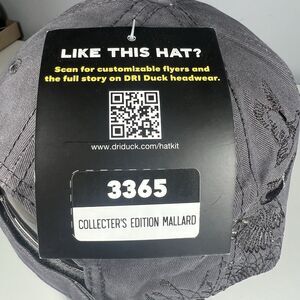 LIKE THIS HAT?
Scan for customizable flyers and
the full story on DRI Duck headwear.
www.driduck.com/hatkit
3365
COLLECTER'S EDITION MALLARD